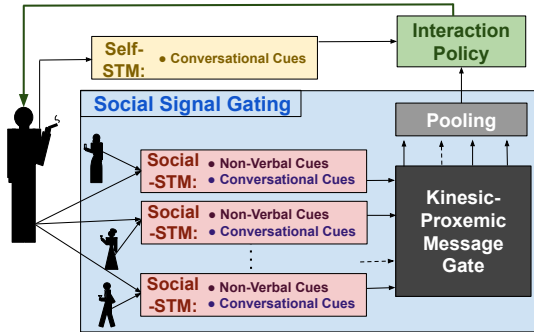 Self-
STM:
● Conversational Cues
Interaction
Policy
Social Signal Gating
Pooling
Social
-STM:
● Non-Verbal Cues
● Conversational Cues
Social
-STM:
● Non-Verbal Cues
● Conversational Cues
Social
-STM:
● Non-Verbal Cues
● Conversational Cues
Kinesic-
Proxemic
Message
Gate